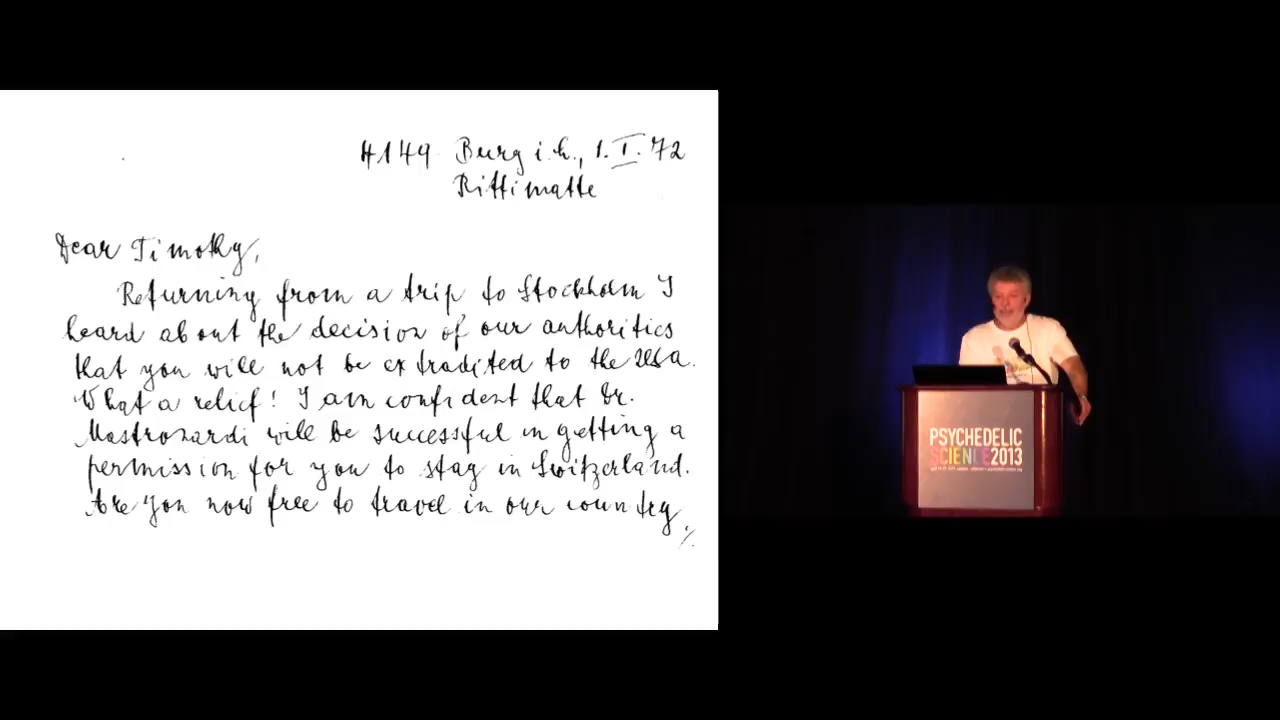 4149 Burg i.L., 1.I.72
Rittimatte
Dear Timothy,
Returning from a trip to Stockholm I
heard about the decision of our authorities
that you will not be extradited to the USA.
What a relief! I am confident that Dr.
Mastronardi will be successful in getting a
permission for you to stay in Switzerland.
Are you now free to travel in our country
./.
PSYCHEDELIC
SCIENCE2013